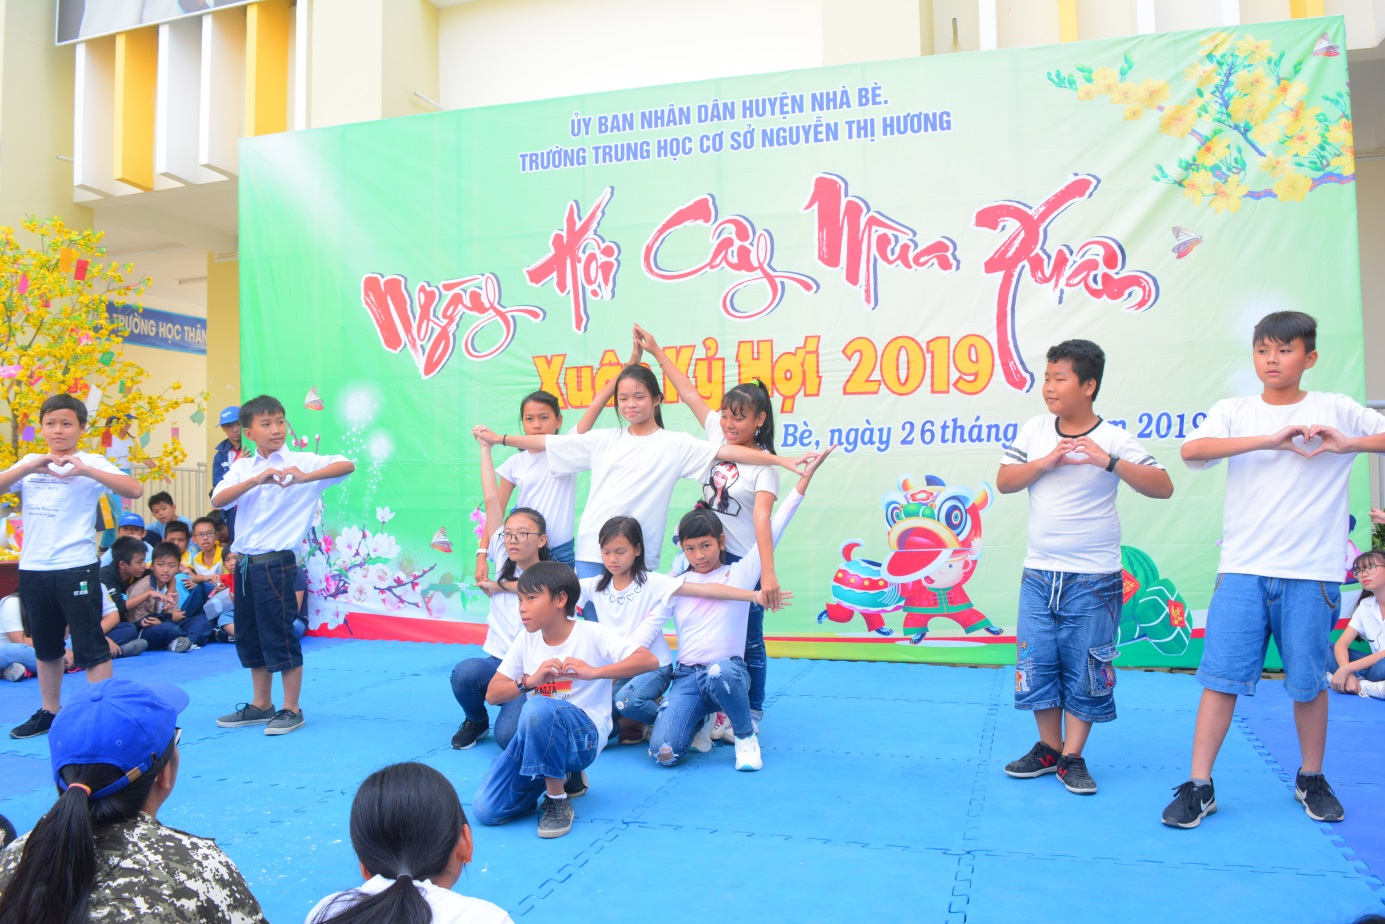 ỦY BAN NHÂN DÂN HUYỆN NHÀ BÈ.
TRƯỜNG TRUNG HỌC CƠ SỞ NGUYỄN THỊ HƯƠNG
Ngày Hội Cây Mùa Xuân
Xuân Kỷ Hợi 2019
Bè, ngày 26 tháng 2019
TRƯỜNG HỌC THÂN